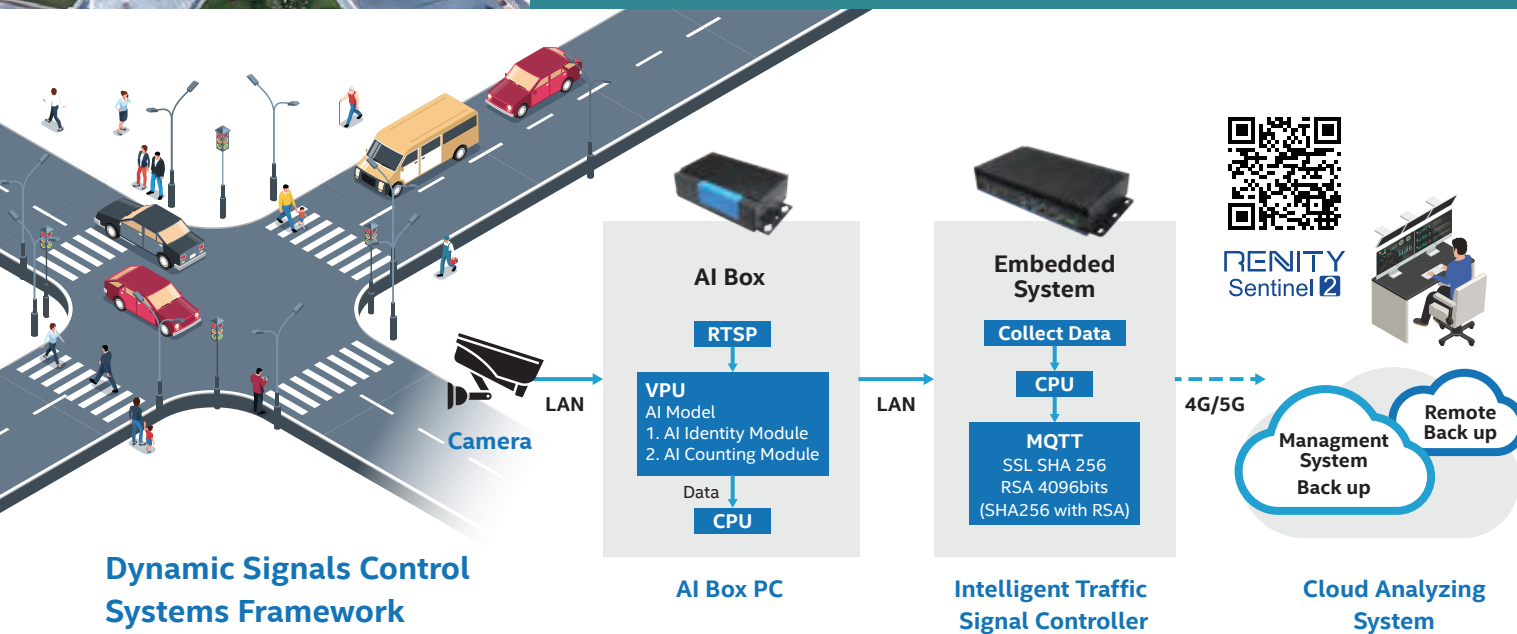 AI Box
RTSP
VPU
AI Model
1. AI Identity Module
2. AI Counting Module
Data
CPU
Embedded
System
Collect Data
CPU
MQTT
SSL SHA 256
RSA 4096bits
(SHA256 with RSA)
RENITY
Sentinel 2
LAN
Camera
LAN
4G/5G
Managment
System
Back up
Remote
Back up
Dynamic Signals Control
Systems Framework
AI Box PC
Intelligent Traffic
Signal Controller
Cloud Analyzing
System